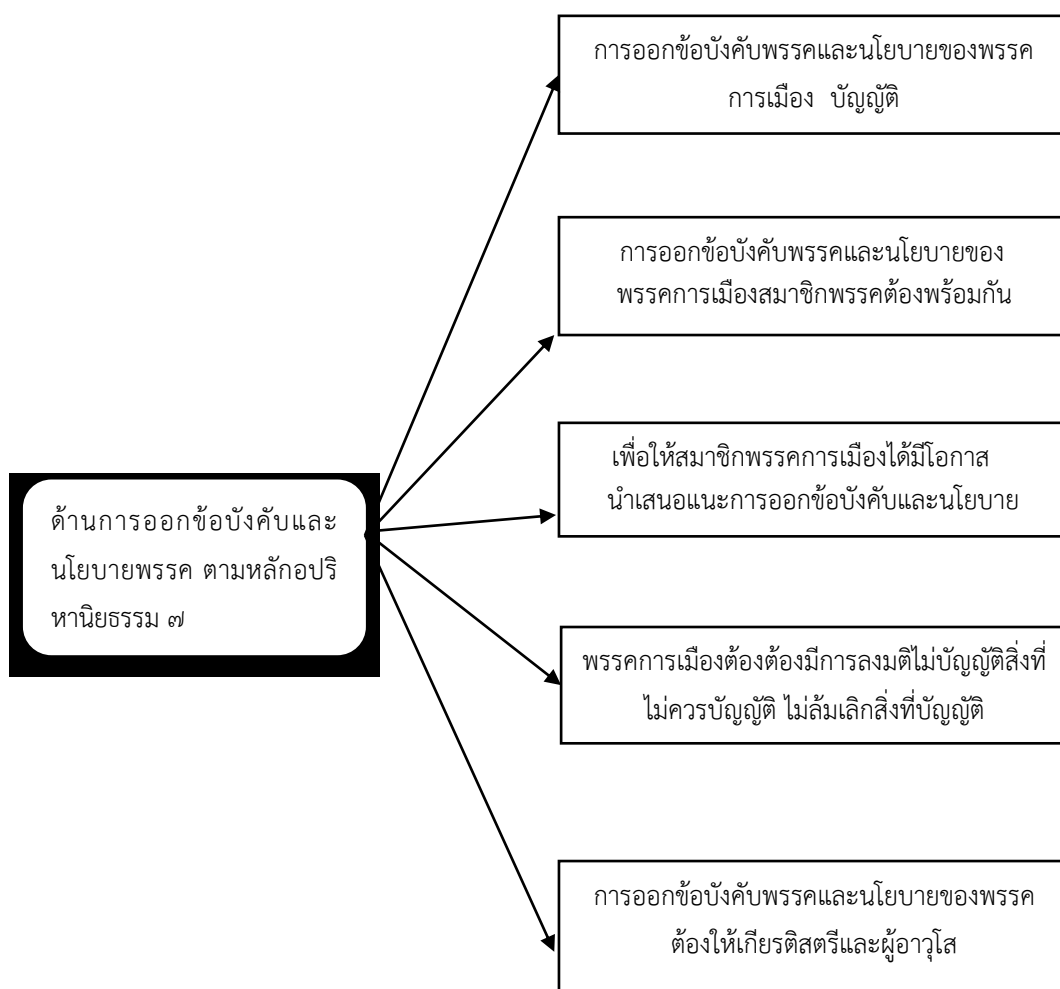 การออกข้อบังคับพรรคและนโยบายของพรรค
การเมือง บัญญัติ
การออกข้อบังคับพรรคและนโยบายของ
พรรคการเมืองสมาชิกพรรคต้องพร้อมกัน
เพื่อให้สมาชิกพรรคการเมืองได้มีโอกาส
นำเสนอแนะการออกข้อบังคับและนโยบาย
ด้านการออกข้อบังคับและ
นโยบายพรรค ตามหลักอปริ
หานิยธรรม ๗
พรรคการเมืองต้องต้องมีการลงมติไม่บัญญัติสิ่งที่
ไม่ควรบัญญัติ ไม่ล้มเลิกสิ่งที่บัญญัติ
การออกข้อบังคับพรรคและนโยบายของพรรค
ต้องให้เกียรติสตรีและผู้อาวุโส